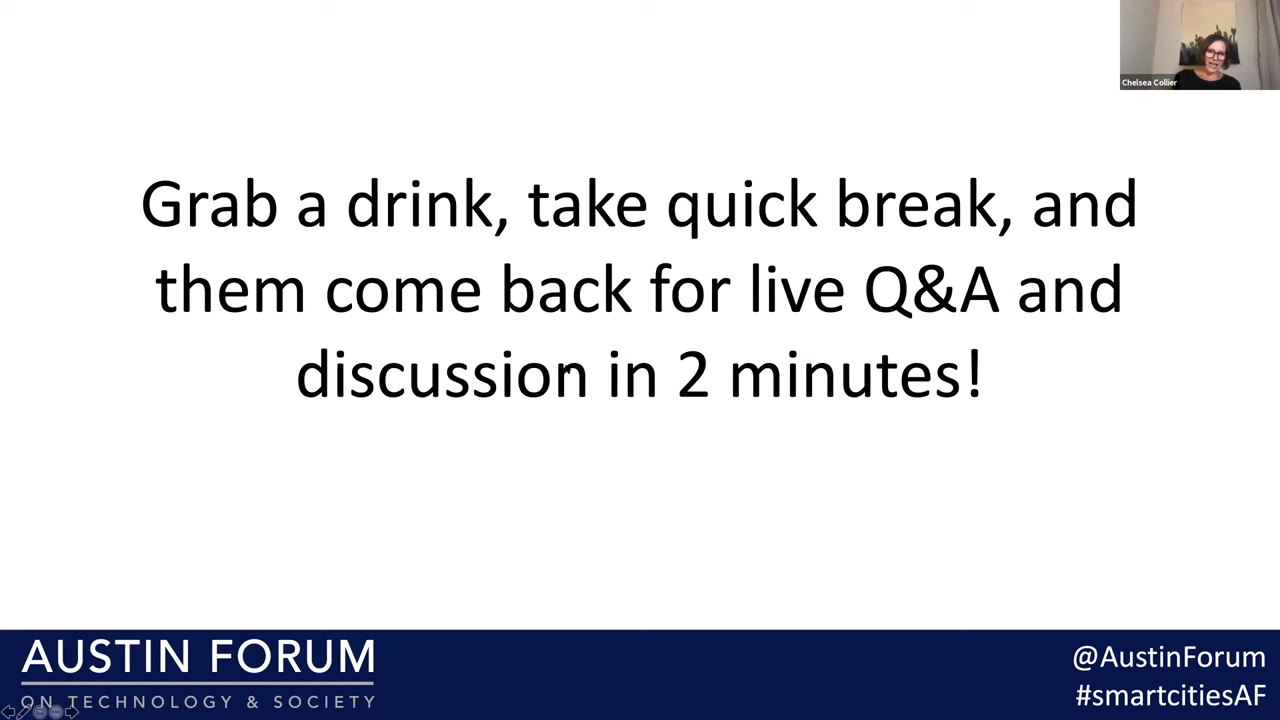 Chelsea Collier
Grab a drink, take quick break, and
them come back for live Q&A and
discussion in 2 minutes!
AUSTIN FORUM
ON TECHNOLOGY & SOCIETY
@AustinForum
#smartcitiesAF